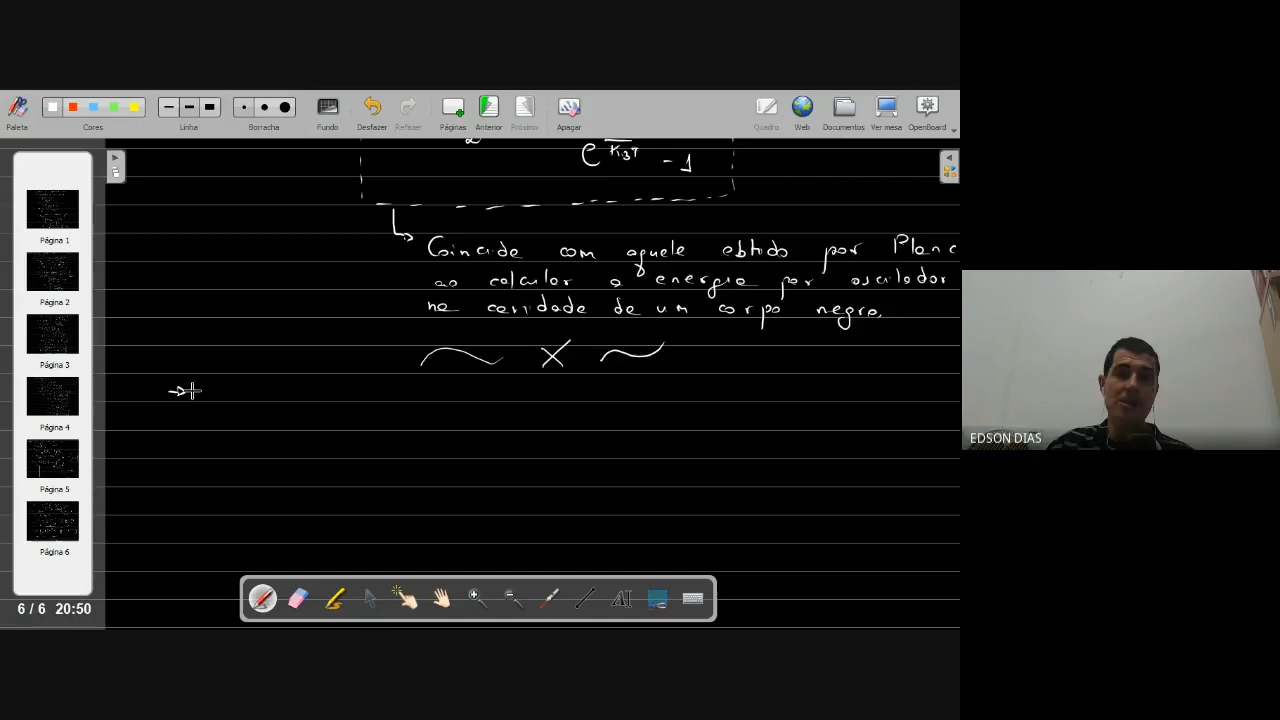 Paleta Cores Linha Borracha Fundo Desfazer Refazer Páginas Anterior Próximo Apagar Quadro Web Documentos Ver mesa OpenBoard
e K_BT - 1
Coincide com aquele obtido por Planc
ao calcular a energia por oscilador
na cavidade de um corpo negro.
X
Página 1
Página 2
Página 3
Página 4
Página 5
Página 6
6 / 6 20:50
EDSON DIAS